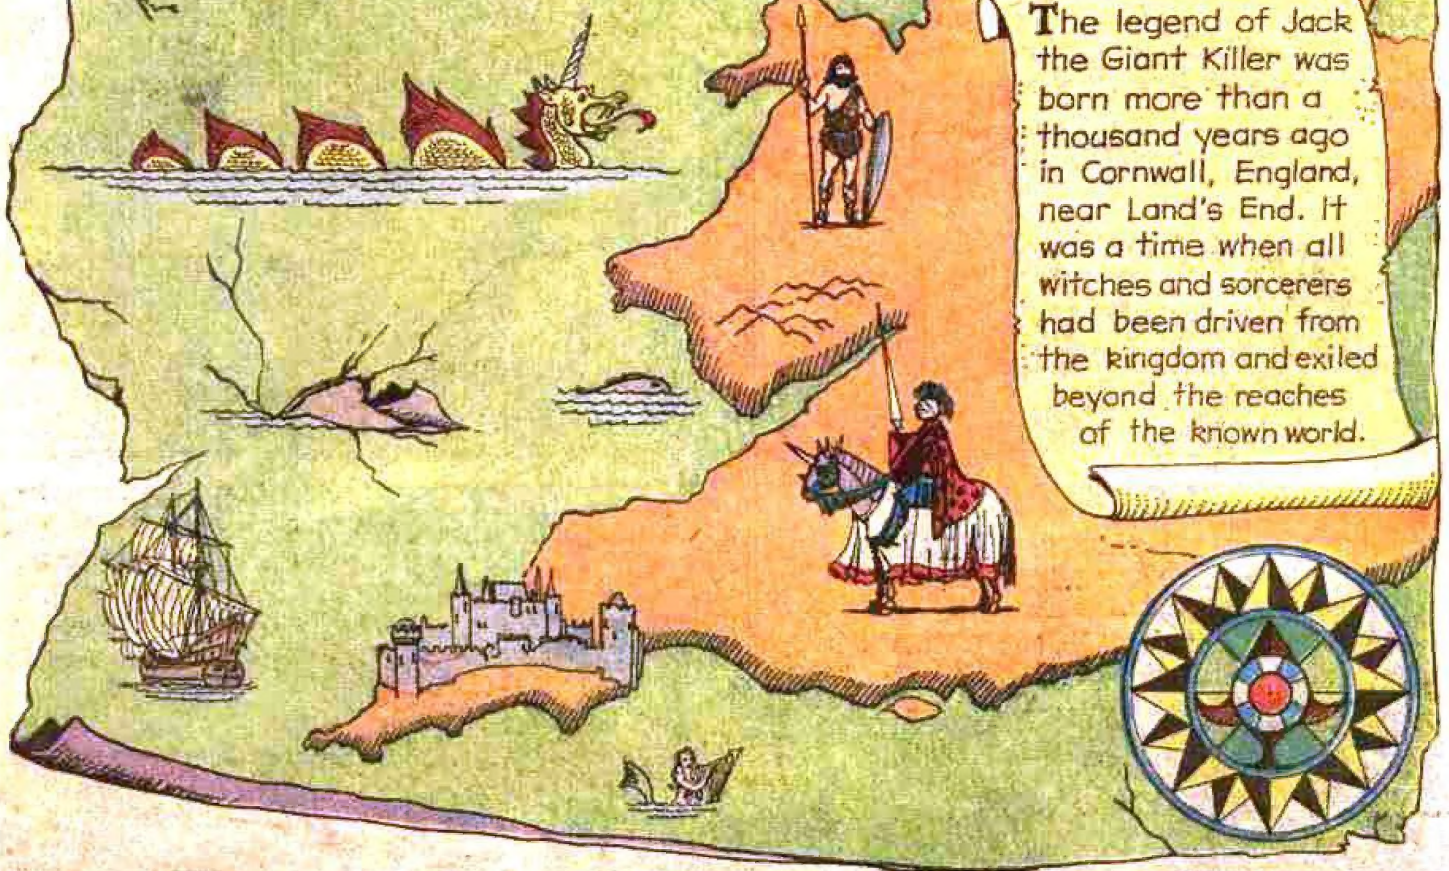 The legend of Jack
the Giant Killer was
born more than a
thousand years ago
in Cornwall, England,
near Land's End. It
was a time when all
witches and sorcerers
had been driven from
the kingdom and exiled
beyond the reaches
of the known world.